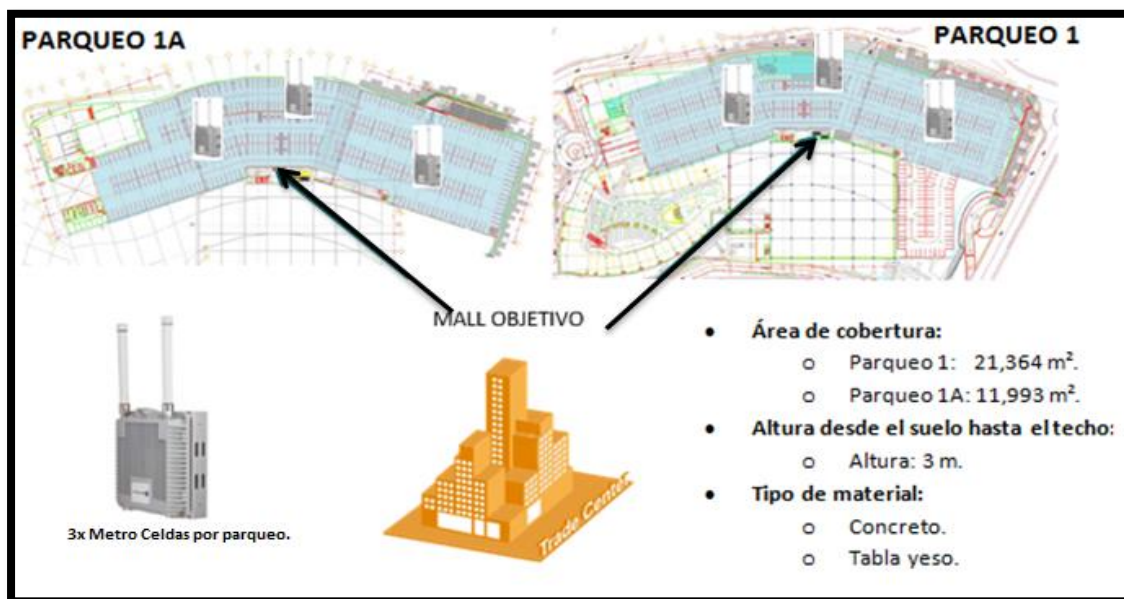 PARQUEO 1A
PARQUEO 1
MALL OBJETIVO
3x Metro Celdas por parqueo.
Trade Center
• Área de cobertura:
o Parqueo 1: 21,364 m².
o Parqueo 1A: 11,993 m².
• Altura desde el suelo hasta el techo:
o Altura: 3 m.
• Tipo de material:
o Concreto.
o Tabla yeso.